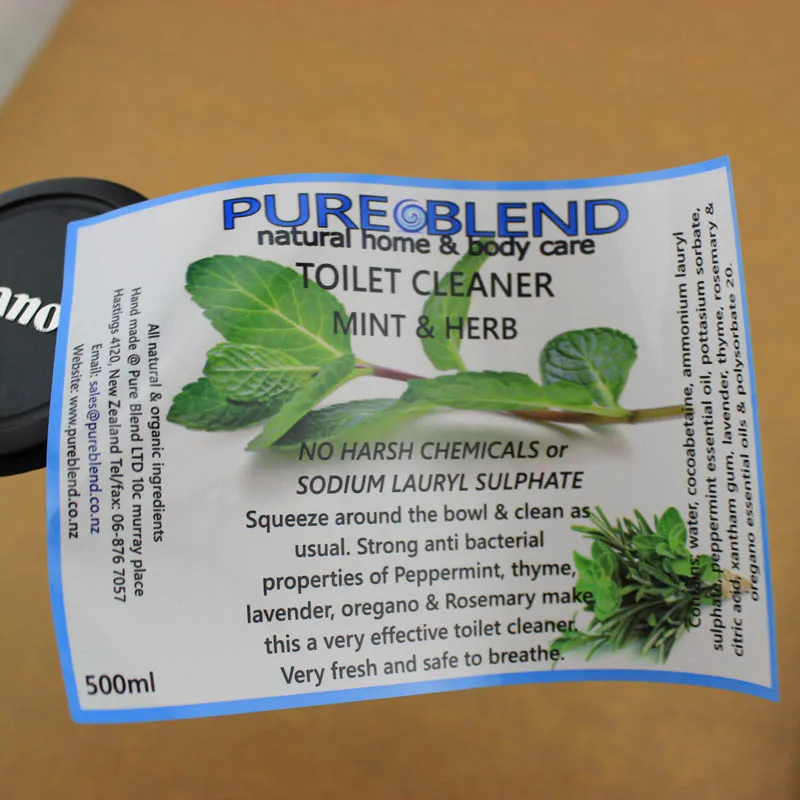 PURE BLEND
natural home & body care
TOILET CLEANER
MINT & HERB
NO HARSH CHEMICALS or
SODIUM LAURYL SULPHATE
Squeeze around the bowl & clean as
usual. Strong anti bacterial
properties of Peppermint, thyme,
lavender, oregano & Rosemary make
this a very effective toilet cleaner.
Very fresh and safe to breathe.
500ml
All natural & organic ingredients
Hand made @ Pure Blend LTD 10c murray place
Hastings 4120, New Zealand Tel/fax: 06-876 7057
Email: sales@pureblend.co.nz
Website: www.pureblend.co.nz
Contains: water, cocoabetaine, ammonium lauryl
sulphate, peppermint essential oil, pottasium sorbate,
citric acid, xantham gum, lavender, thyme, rosemary &
oregano essential oils & polysorbate 20.